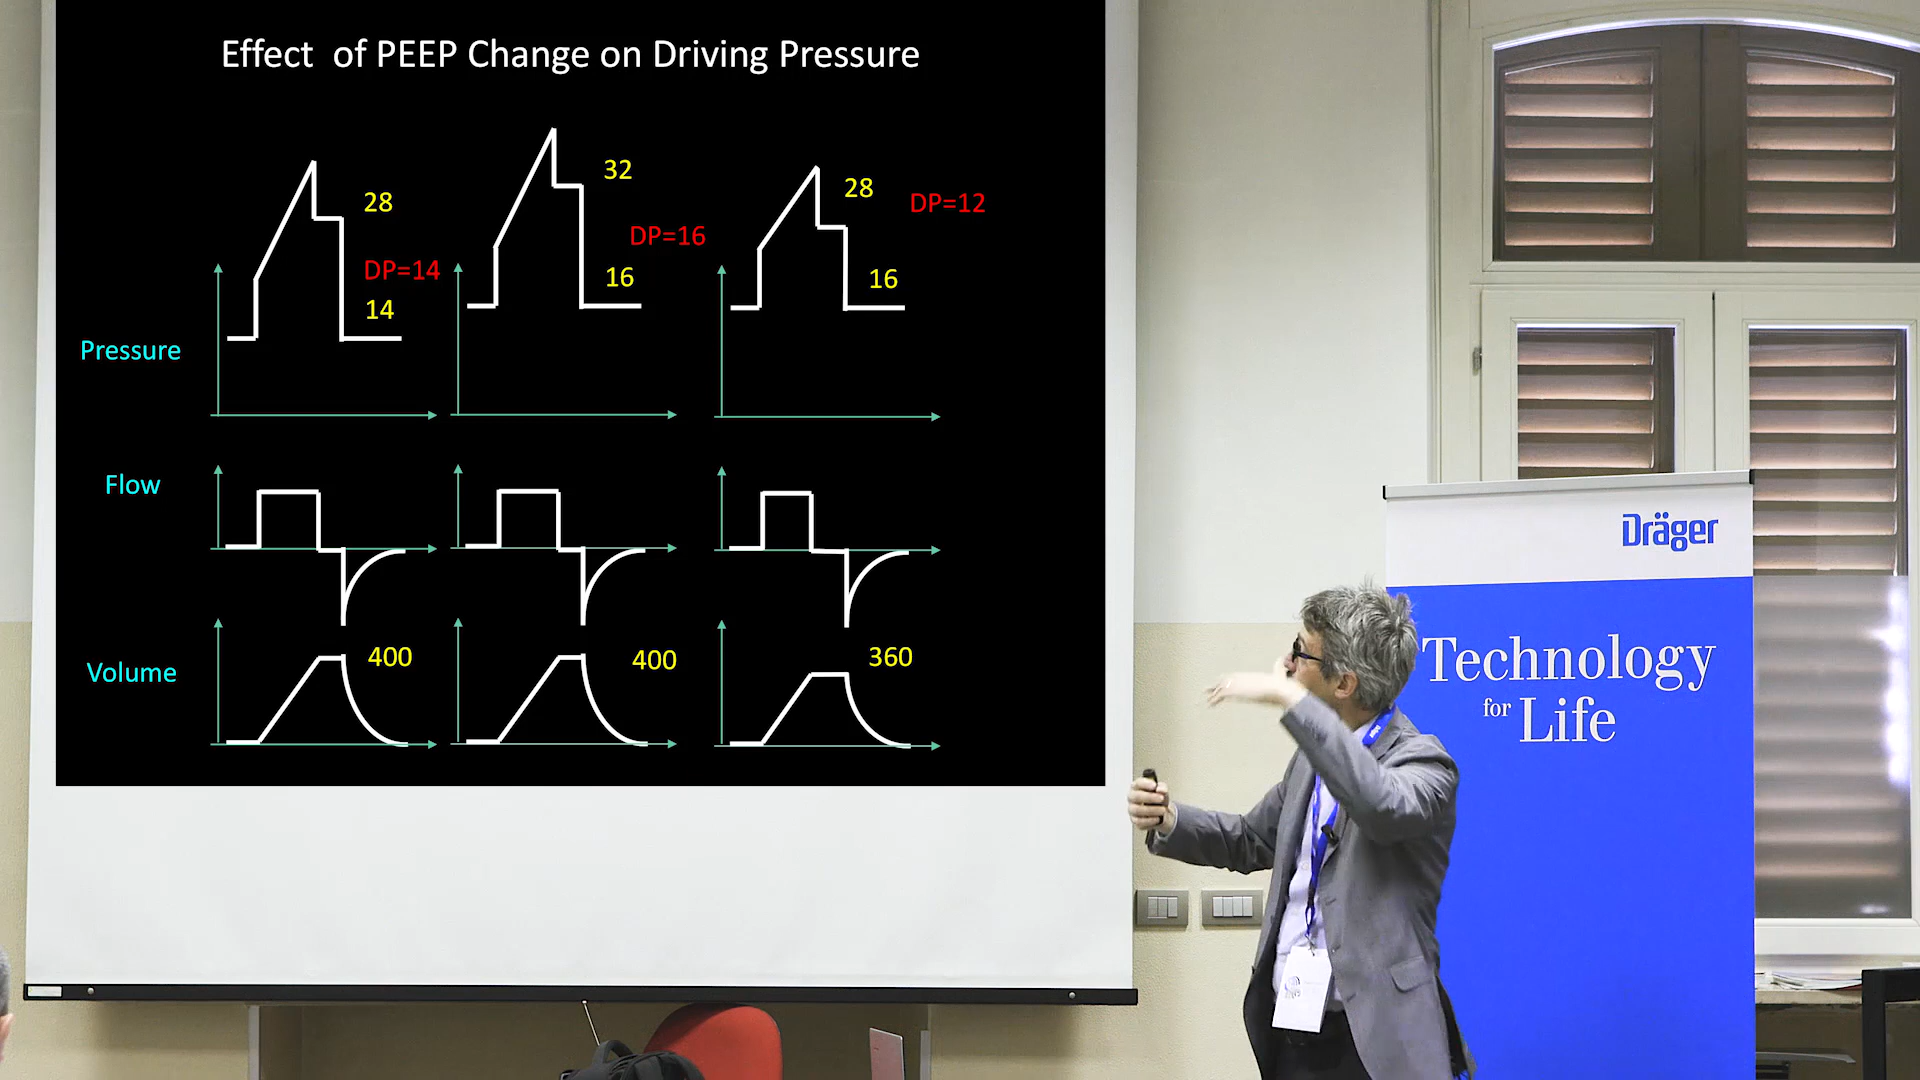 Effect of PEEP Change on Driving Pressure
28
DP=14
14
32
DP=16
16
28
DP=12
16
Pressure
Flow
Volume
400
400
360
Dräger
Technology
for Life